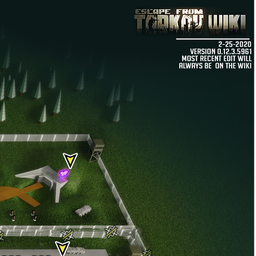 ESCAPE FROM
TARKOV WIKI
2-25-2020
VERSION 0.12.3.5961
MOST RECENT EDIT WILL
ALWAYS BE ON THE WIKI